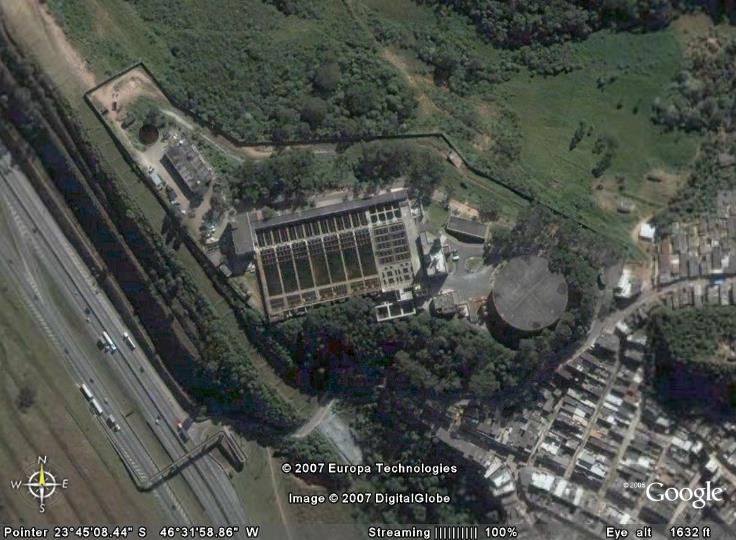 © 2007 Europa Technologies
Image © 2007 DigitalGlobe
© 2006 Google
N
W E
S
Pointer 23°45'08.44" S 46°31'58.86" W Streaming |||||||||| 100% Eye alt 1632 ft